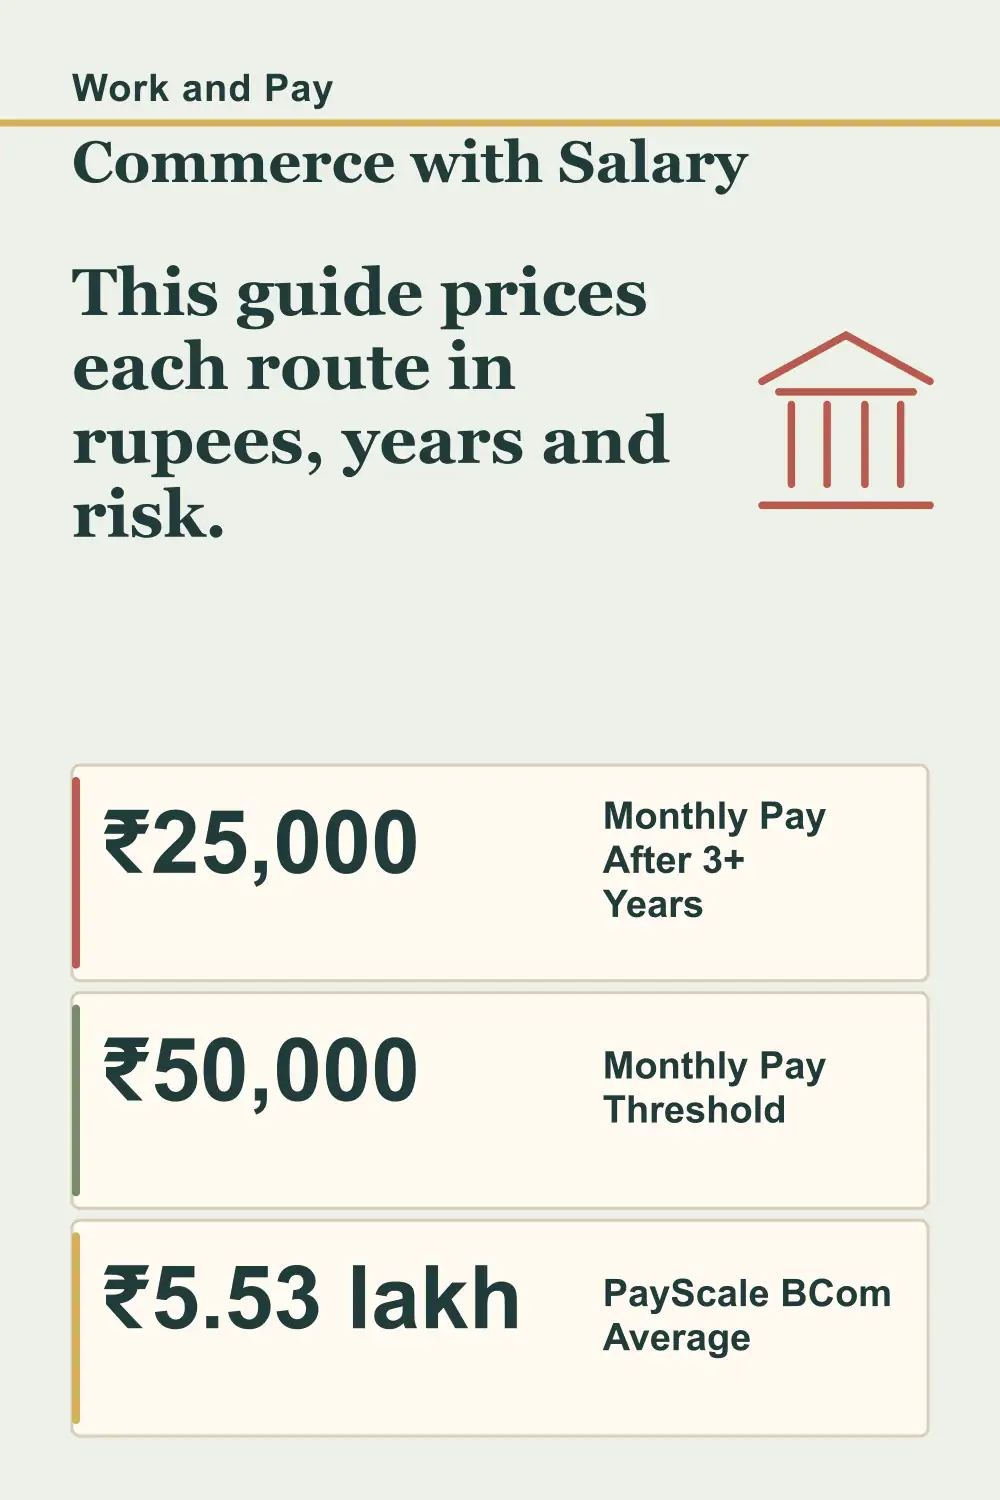 Work and Pay
Commerce with Salary
This guide prices
each route in
rupees, years and
risk.
₹25,000
Monthly Pay
After 3+
Years
₹50,000
Monthly Pay
Threshold
₹5.53 lakh
PayScale BCom
Average